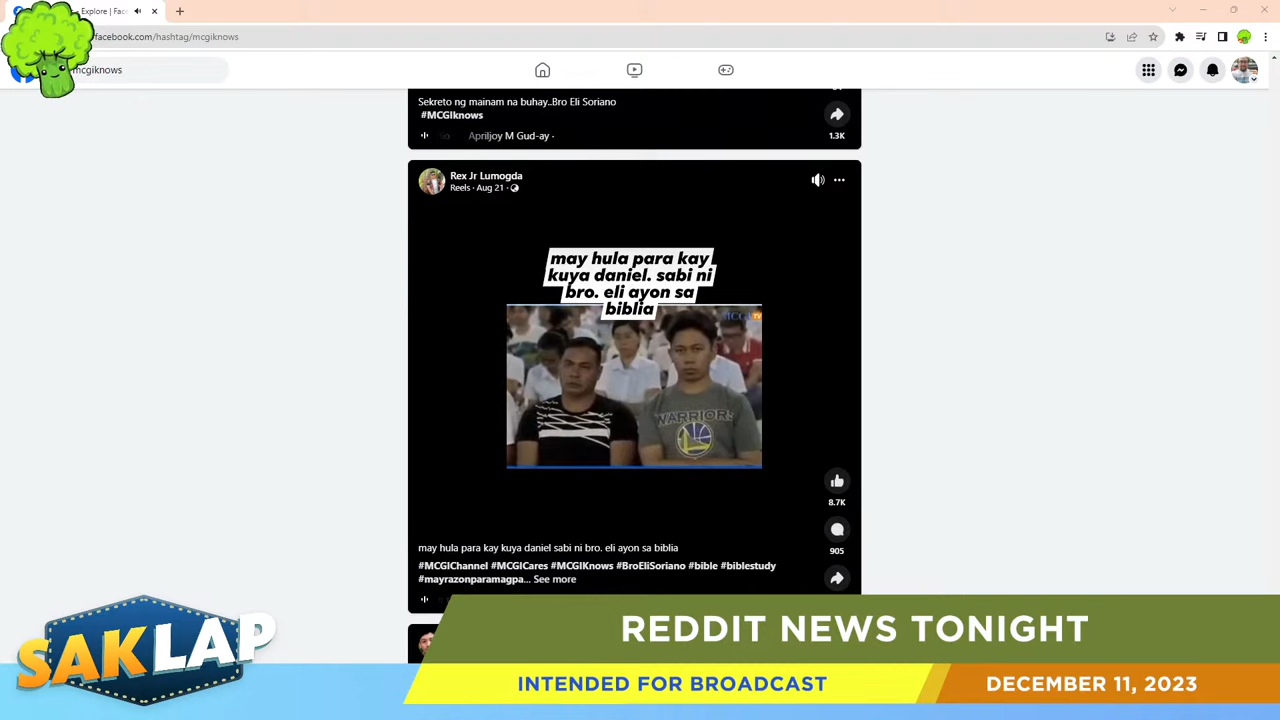 Explore | Fac
facebook.com/hashtag/mcgiknows
mcgiknows
Sekreto ng mainam na buhay..Bro Eli Soriano
#MCGIknows
So Apriljoy M Gud-ay ·
1.3K
Rex Jr Lumogda
Reels · Aug 21 ·
may hula para kay
kuya daniel. sabi ni
bro. eli ayon sa
biblia
MCGI TV
WARRIORS
8.7K
905
may hula para kay kuya daniel sabi ni bro. eli ayon sa biblia
#MCGIChannel #MCGICares #MCGIKnows #BroEliSoriano #bible #biblestudy
#mayrazonparamagpa... See more
SAKLAP
REDDIT NEWS TONIGHT
INTENDED FOR BROADCAST
DECEMBER 11, 2023